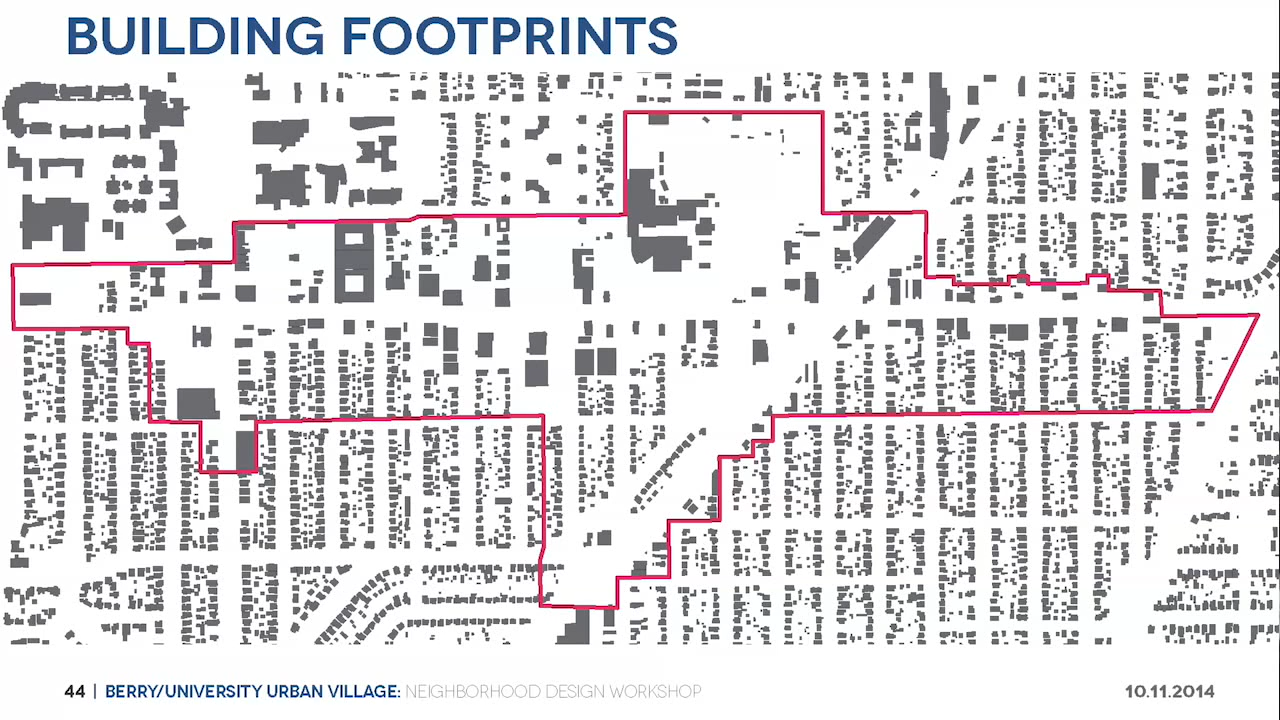 BUILDING FOOTPRINTS
44 | BERRY/UNIVERSITY URBAN VILLAGE: NEIGHBORHOOD DESIGN WORKSHOP
10.11.2014